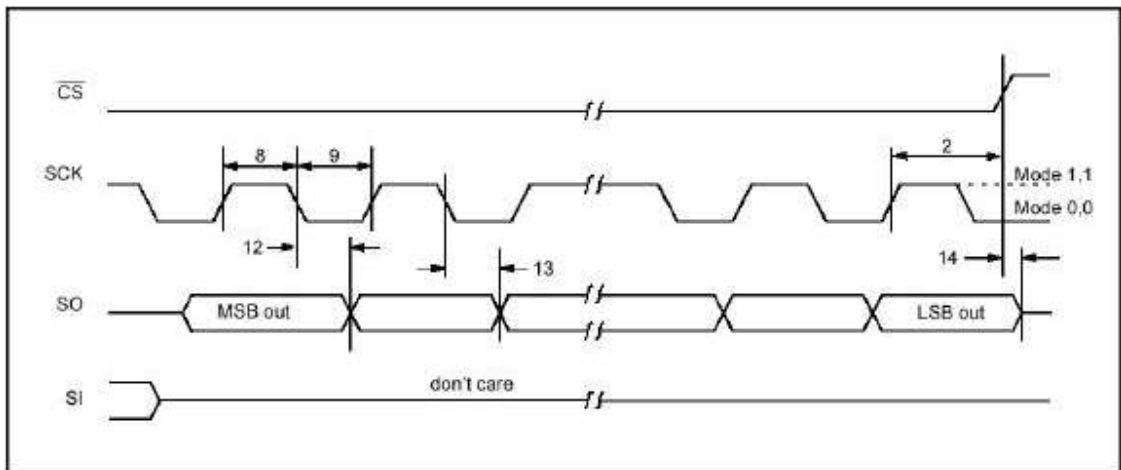 C̅S̅
8
9
2
SCK
Mode 1,1
Mode 0,0
12
13
14
SO
MSB out
LSB out
don't care
SI